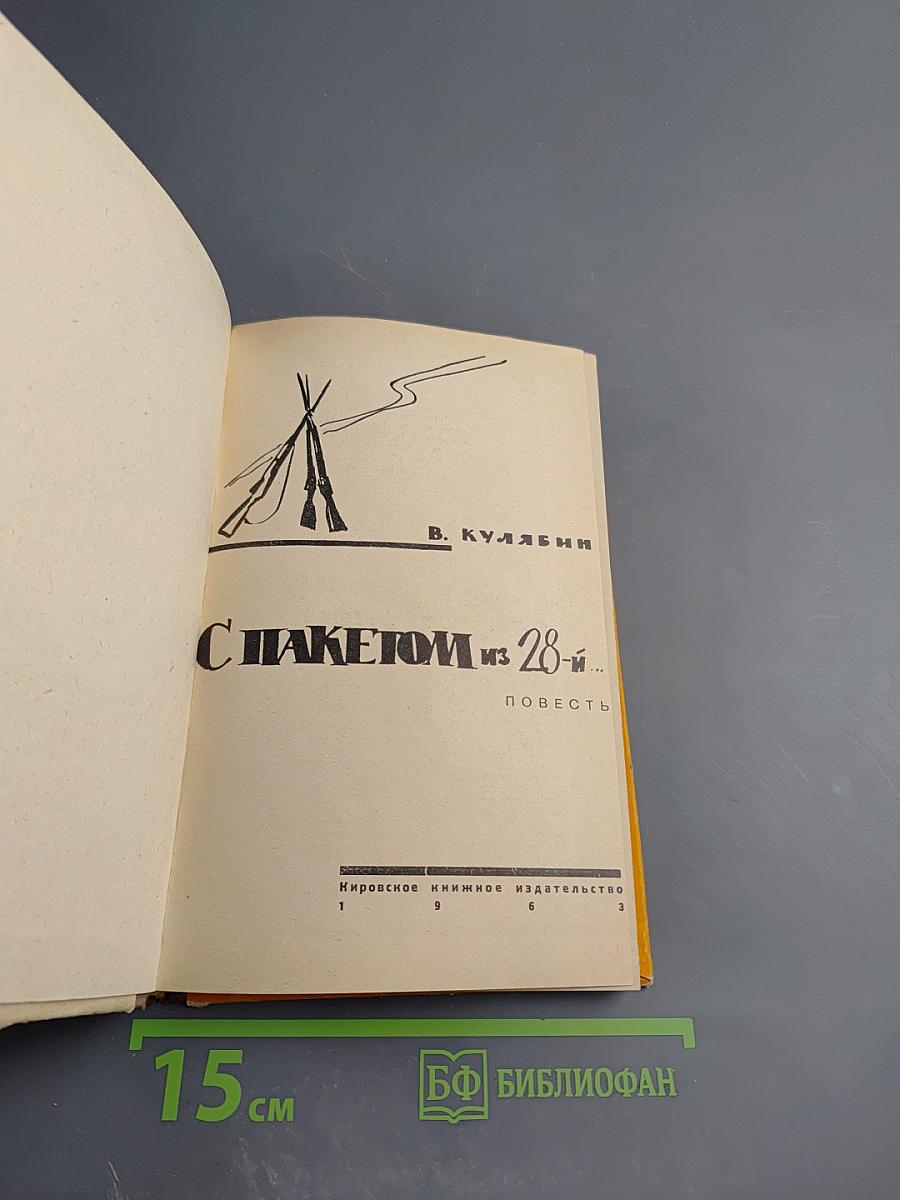 В. КУЛЯБИН
С ПАКЕТОМ из 28-й...
ПОВЕСТЬ
Кировское книжное издательство
1 9 6 3
15 см
БФ БИБЛИОФАН